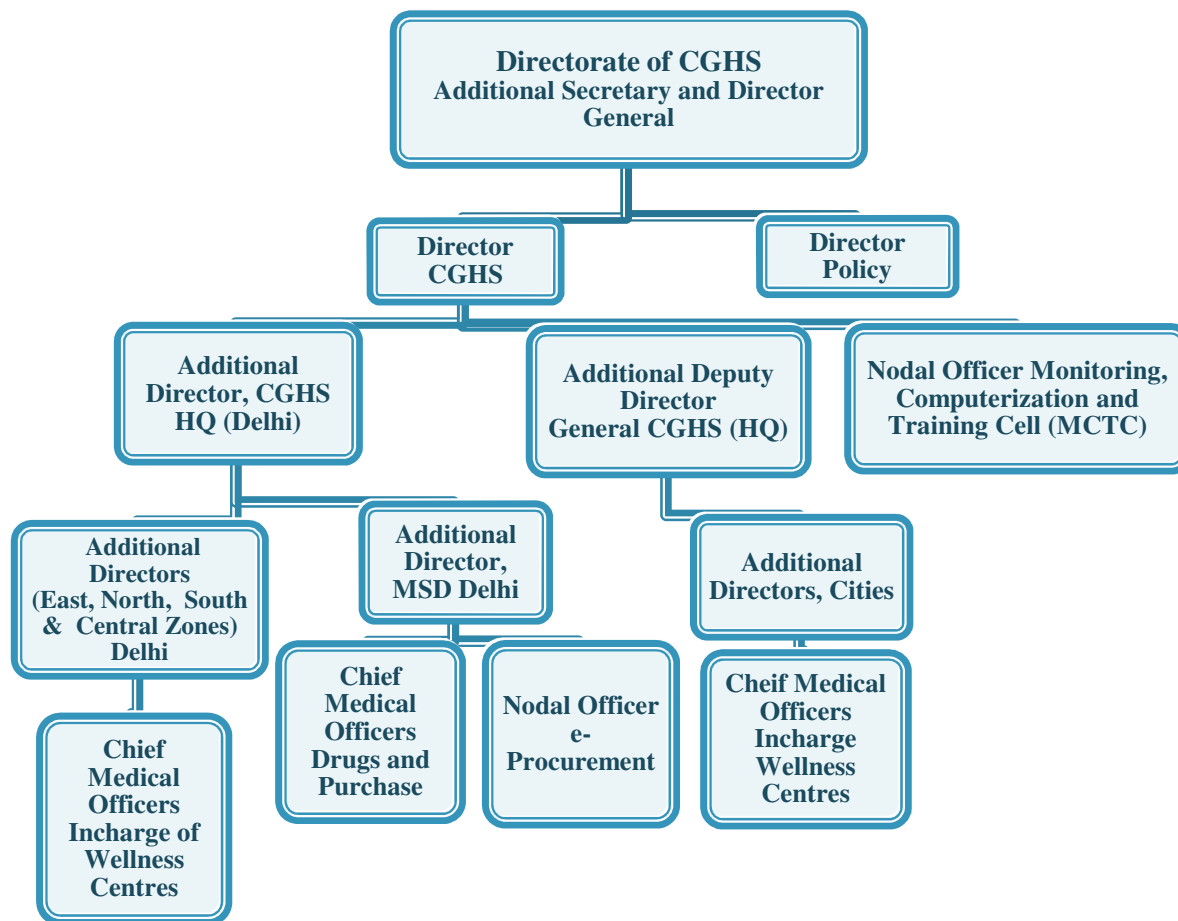 Directorate of CGHS
Additional Secretary and Director
General
Director
CGHS
Director
Policy
Additional
Director, CGHS
HQ (Delhi)
Additional Deputy
Director
General CGHS (HQ)
Nodal Officer Monitoring,
Computerization and
Training Cell (MCTC)
Additional
Directors
(East, North, South
& Central Zones)
Delhi
Additional
Director,
MSD Delhi
Additional
Directors, Cities
Chief
Medical
Officers
Incharge of
Wellness
Centres
Chief
Medical
Officers
Drugs and
Purchase
Nodal Officer
e-
Procurement
Cheif Medical
Officers
Incharge
Wellness
Centres